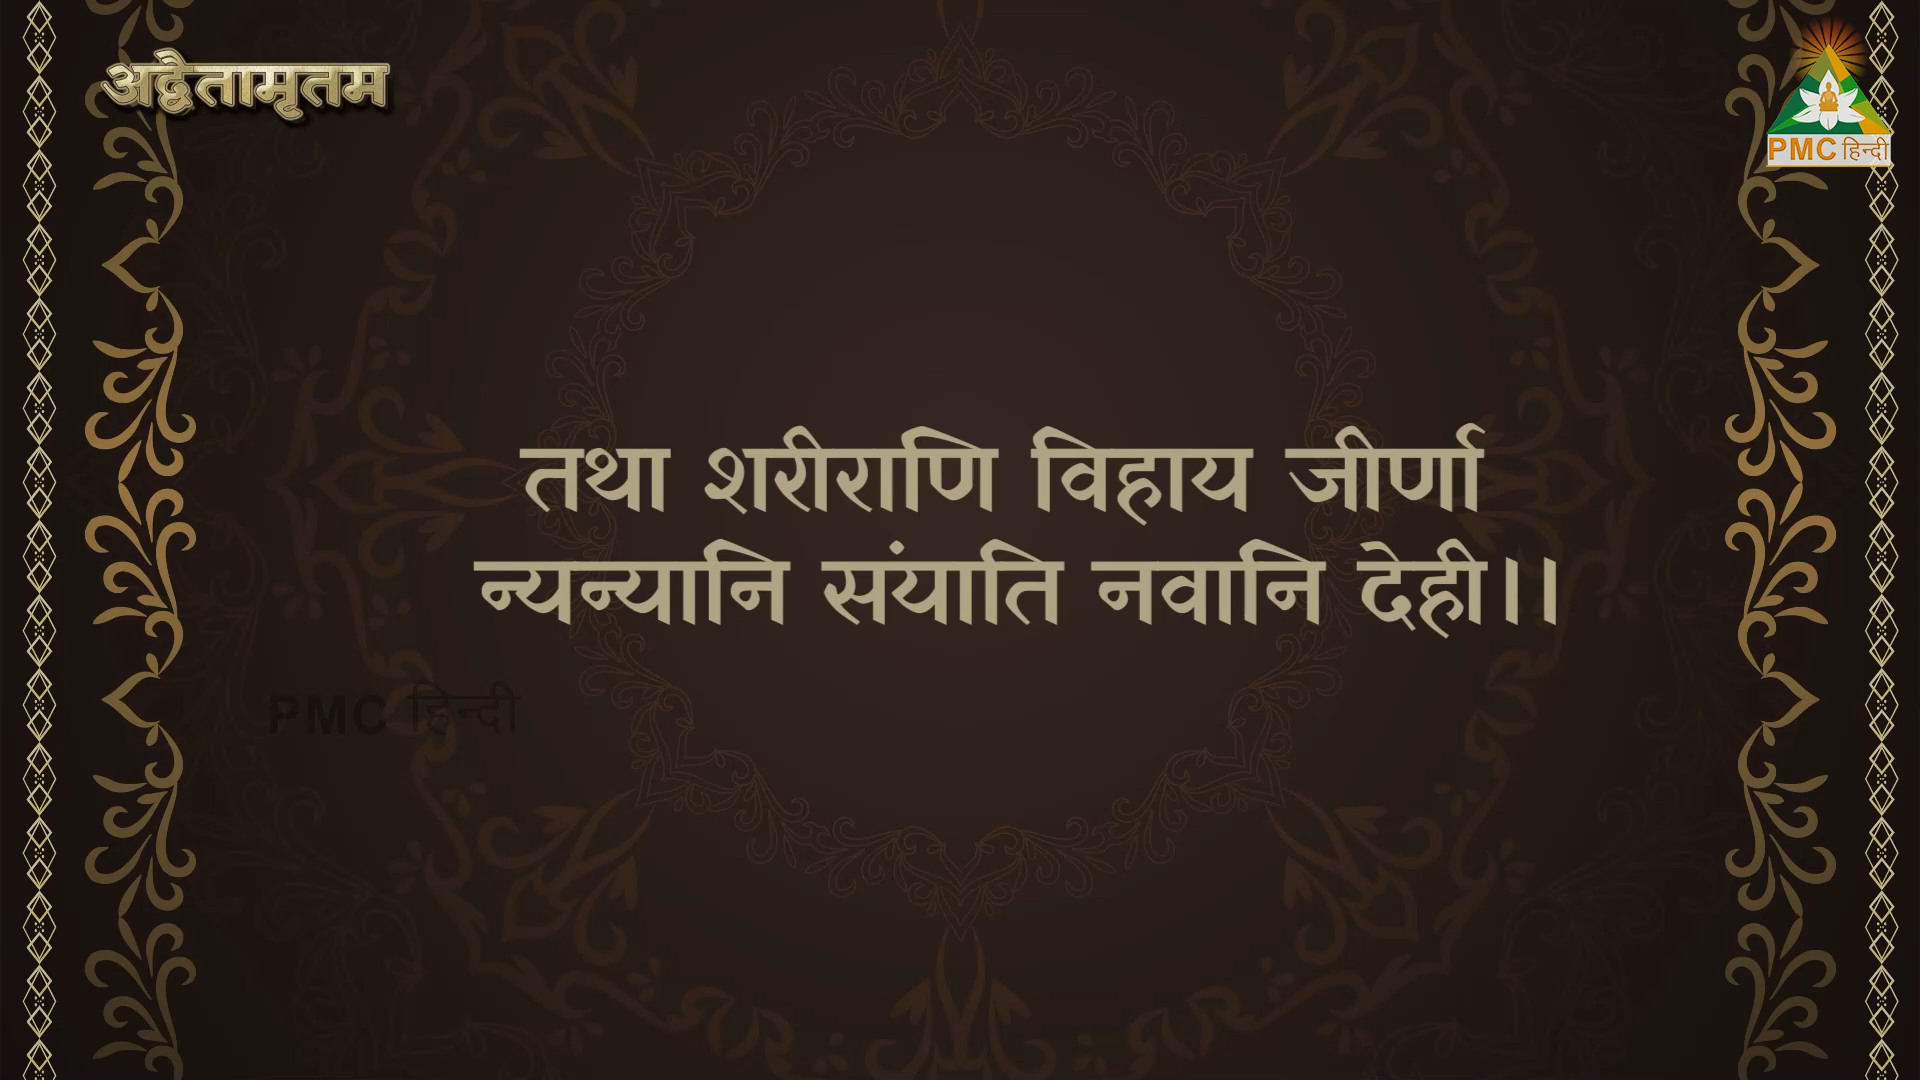 अद्वैतामृतम
PMC हिन्दी
तथा शरीराणि विहाय जीर्णा
न्यन्यानि संयाति नवानि देही।।
PMC हिन्दी